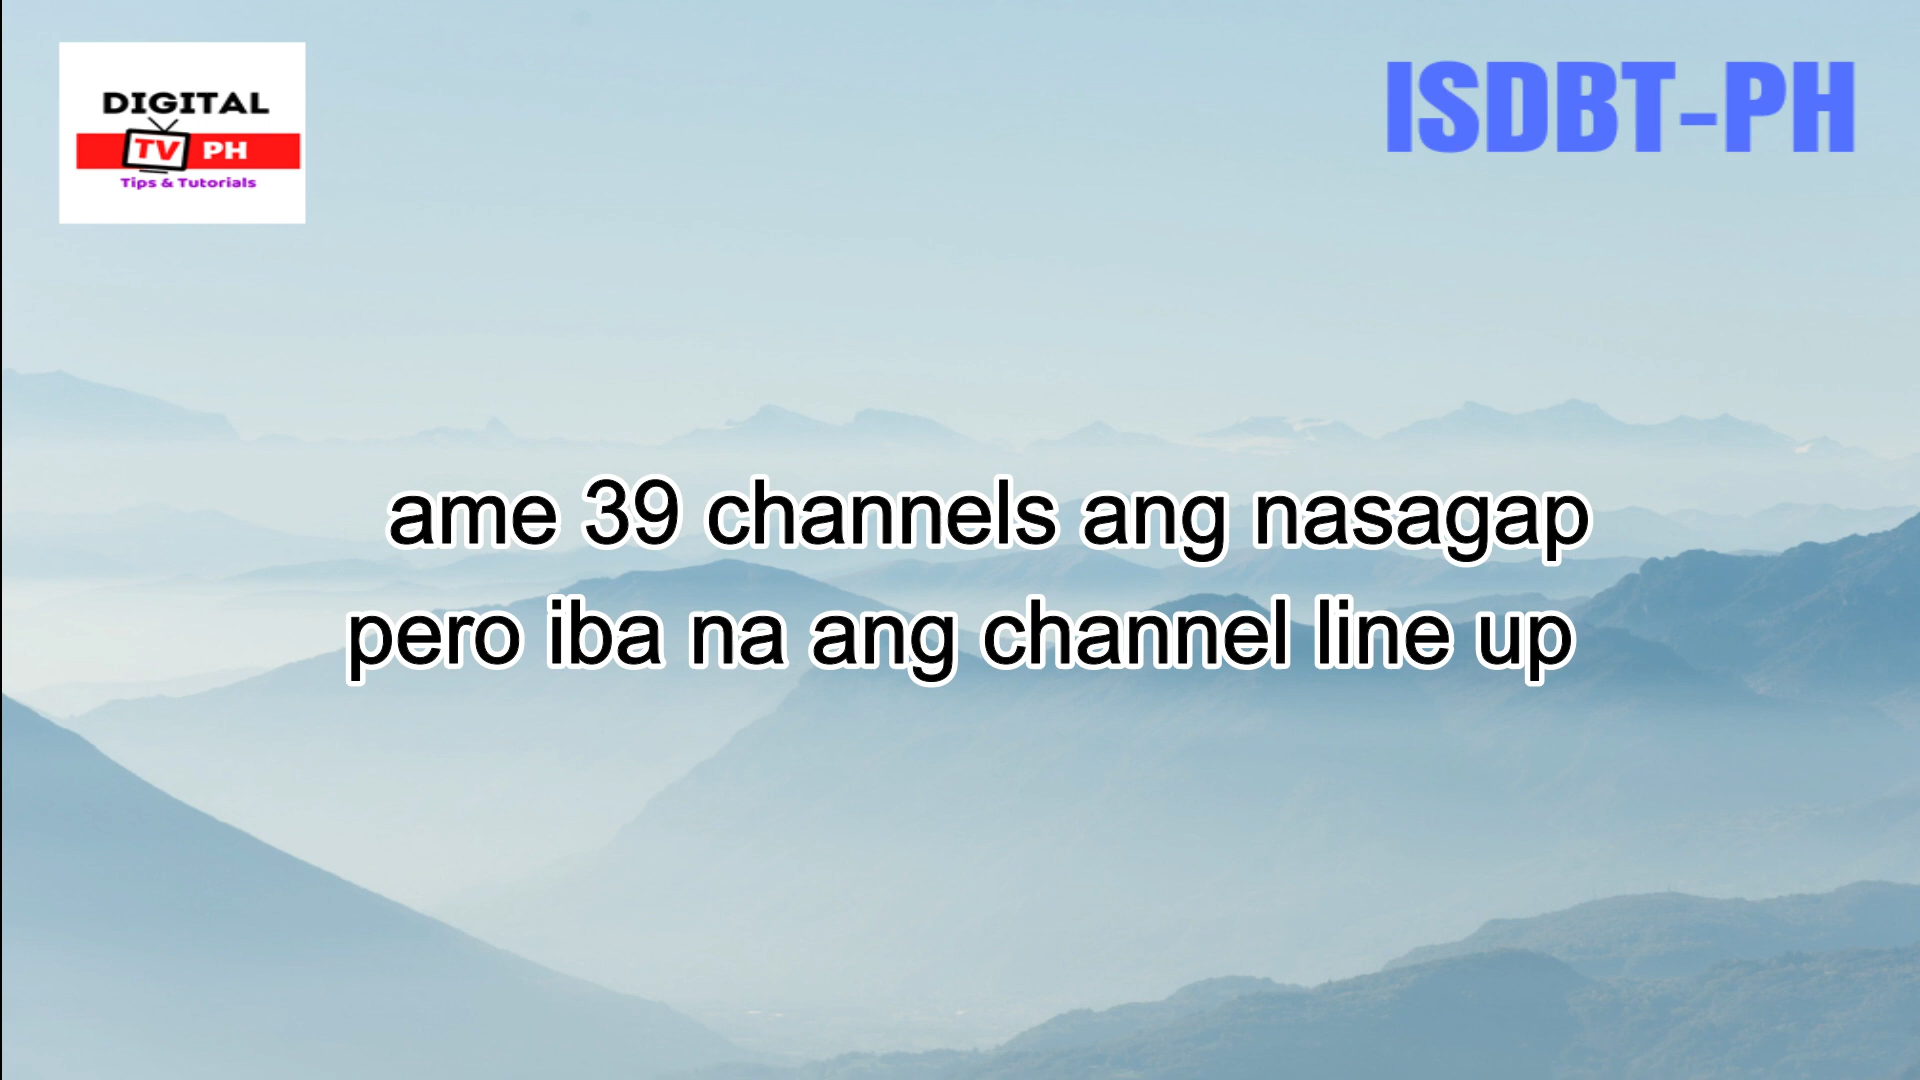 DIGITAL
TV PH
Tips & Tutorials
ISDBT-PH
ame 39 channels ang nasagap
pero iba na ang channel line up